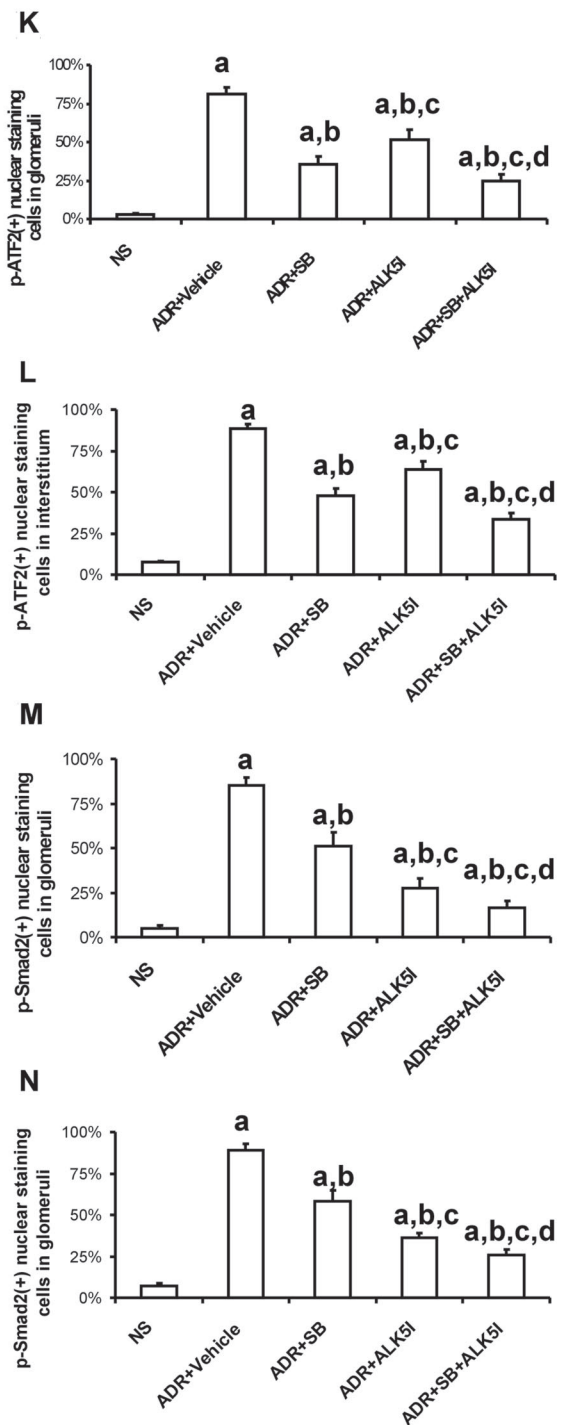 K
p-ATF2(+) nuclear staining
cells in glomeruli
100%
75%
50%
25%
0%
a
a,b
a,b,c
a,b,c,d
NS
ADR+Vehicle
ADR+SB
ADR+ALK5I
ADR+SB+ALK5I
L
p-ATF2(+) nuclear staining
cells in interstitium
100%
75%
50%
25%
0%
a
a,b
a,b,c
a,b,c,d
NS
ADR+Vehicle
ADR+SB
ADR+ALK5I
ADR+SB+ALK5I
M
p-Smad2(+) nuclear staining
cells in glomeruli
100%
75%
50%
25%
0%
a
a,b
a,b,c
a,b,c,d
NS
ADR+Vehicle
ADR+SB
ADR+ALK5I
ADR+SB+ALK5I
N
p-Smad2(+) nuclear staining
cells in glomeruli
100%
75%
50%
25%
0%
a
a,b
a,b,c
a,b,c,d
NS
ADR+Vehicle
ADR+SB
ADR+ALK5I
ADR+SB+ALK5I